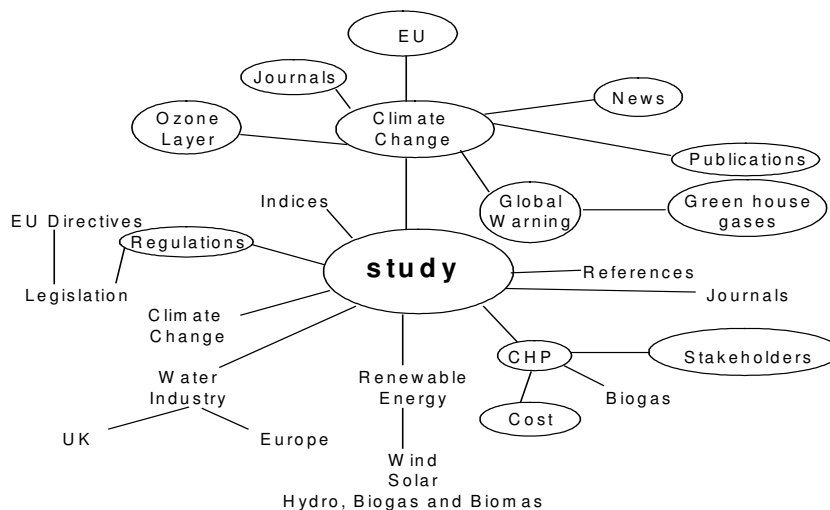 EU
Journals
News
Ozone
Layer
Climate
Change
Publications
Global
Warning
Green house
gases
Indices
EU Directives
Regulations
study
References
Legislation
Journals
Climate
Change
CHP
Stakeholders
Water
Industry
Renewable
Energy
Biogas
Cost
UK
Europe
Wind
Solar
Hydro, Biogas and Biomas